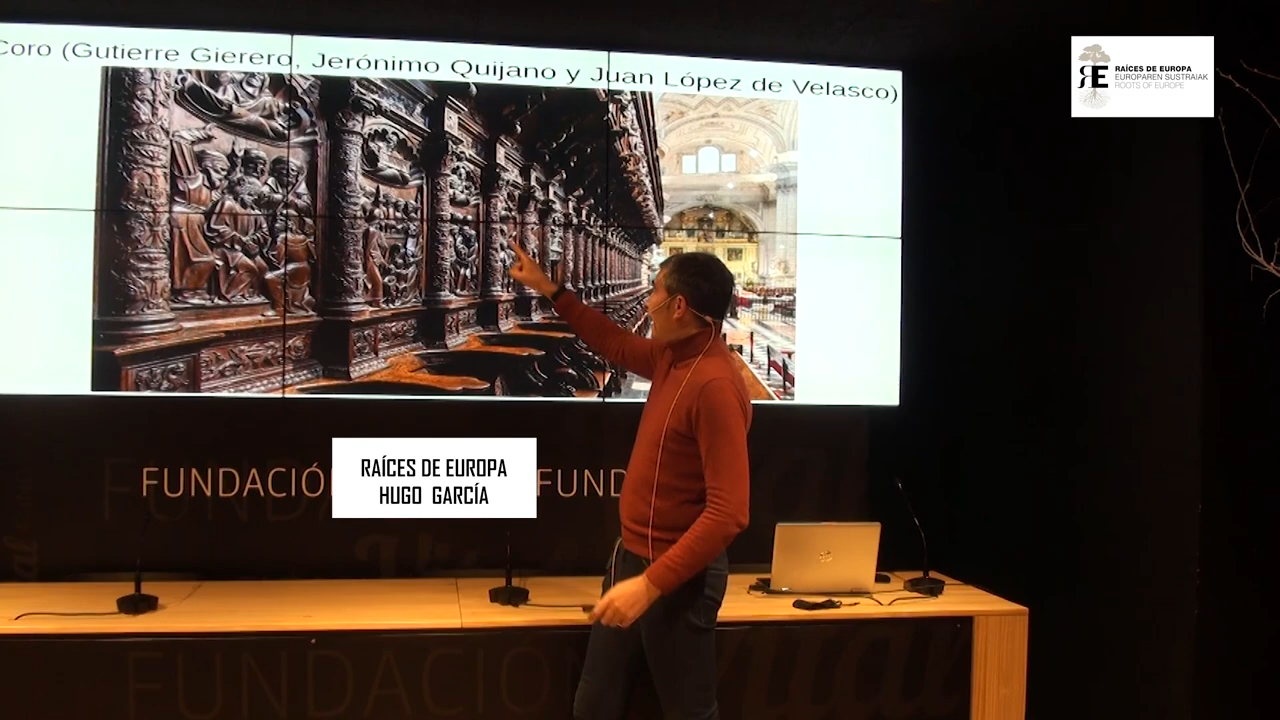 Coro (Gutierre Gierero, Jerónimo Quijano y Juan López de Velasco)
RAÍCES DE EUROPA
EUROPAREN SUSTRAIAK
ROOTS OF EUROPE
FUNDACIÓN
FUND
RAÍCES DE EUROPA
HUGO GARCÍA
FUNDACIÓN